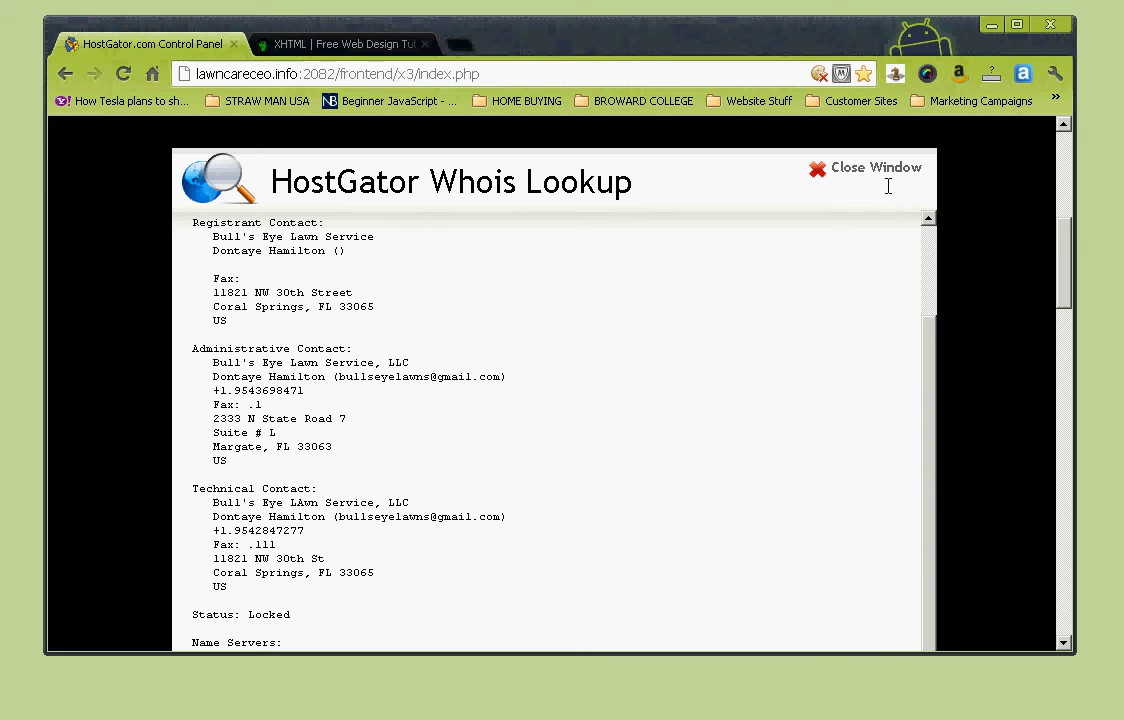 HostGator.com Control Panel
XHTML | Free Web Design Tut
lawncareceo.info:2082/frontend/x3/index.php
How Tesla plans to sh...
STRAW MAN USA
Beginner JavaScript - ...
HOME BUYING
BROWARD COLLEGE
Website Stuff
Customer Sites
Marketing Campaigns
»
HostGator Whois Lookup
Close Window
Registrant Contact:
Bull's Eye Lawn Service
Dontaye Hamilton ()
Fax:
11821 NW 30th Street
Coral Springs, FL 33065
US
Administrative Contact:
Bull's Eye Lawn Service, LLC
Dontaye Hamilton (bullseyelawns@gmail.com)
+1.9543698471
Fax: .1
2333 N State Road 7
Suite # L
Margate, FL 33063
US
Technical Contact:
Bull's Eye LAwn Service, LLC
Dontaye Hamilton (bullseyelawns@gmail.com)
+1.9542847277
Fax: .111
11821 NW 30th St
Coral Springs, FL 33065
US
Status: Locked
Name Servers: